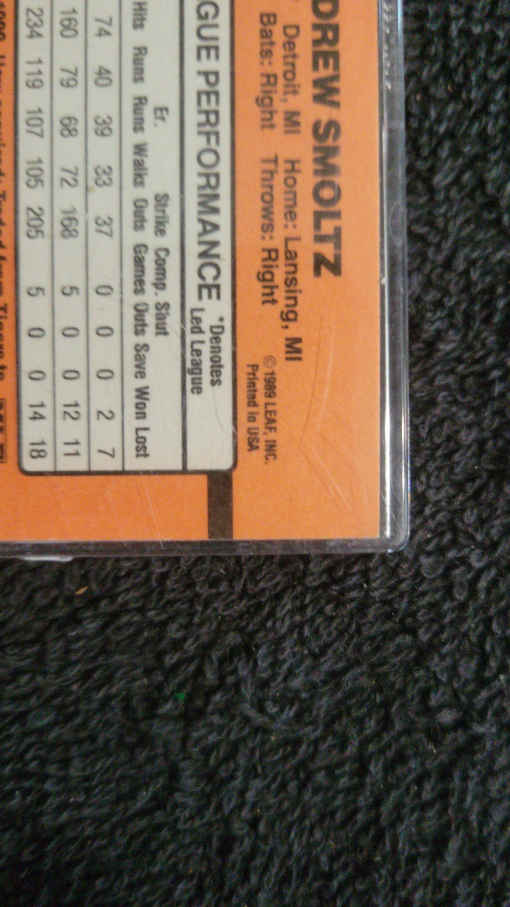 DREW SMOLTZ
Detroit, MI Home: Lansing, MI
Bats: Right Throws: Right
© 1989 LEAF, INC.
Printed in USA
GUE PERFORMANCE *Denotes
Led League
Er. Strike Comp. Shut
Hits Runs Runs Walks Outs Games Outs Save Won Lost
74 40 39 33 37 0 0 0 2 7
160 79 68 72 168 5 0 0 12 11
234 119 107 105 205 5 0 0 14 18